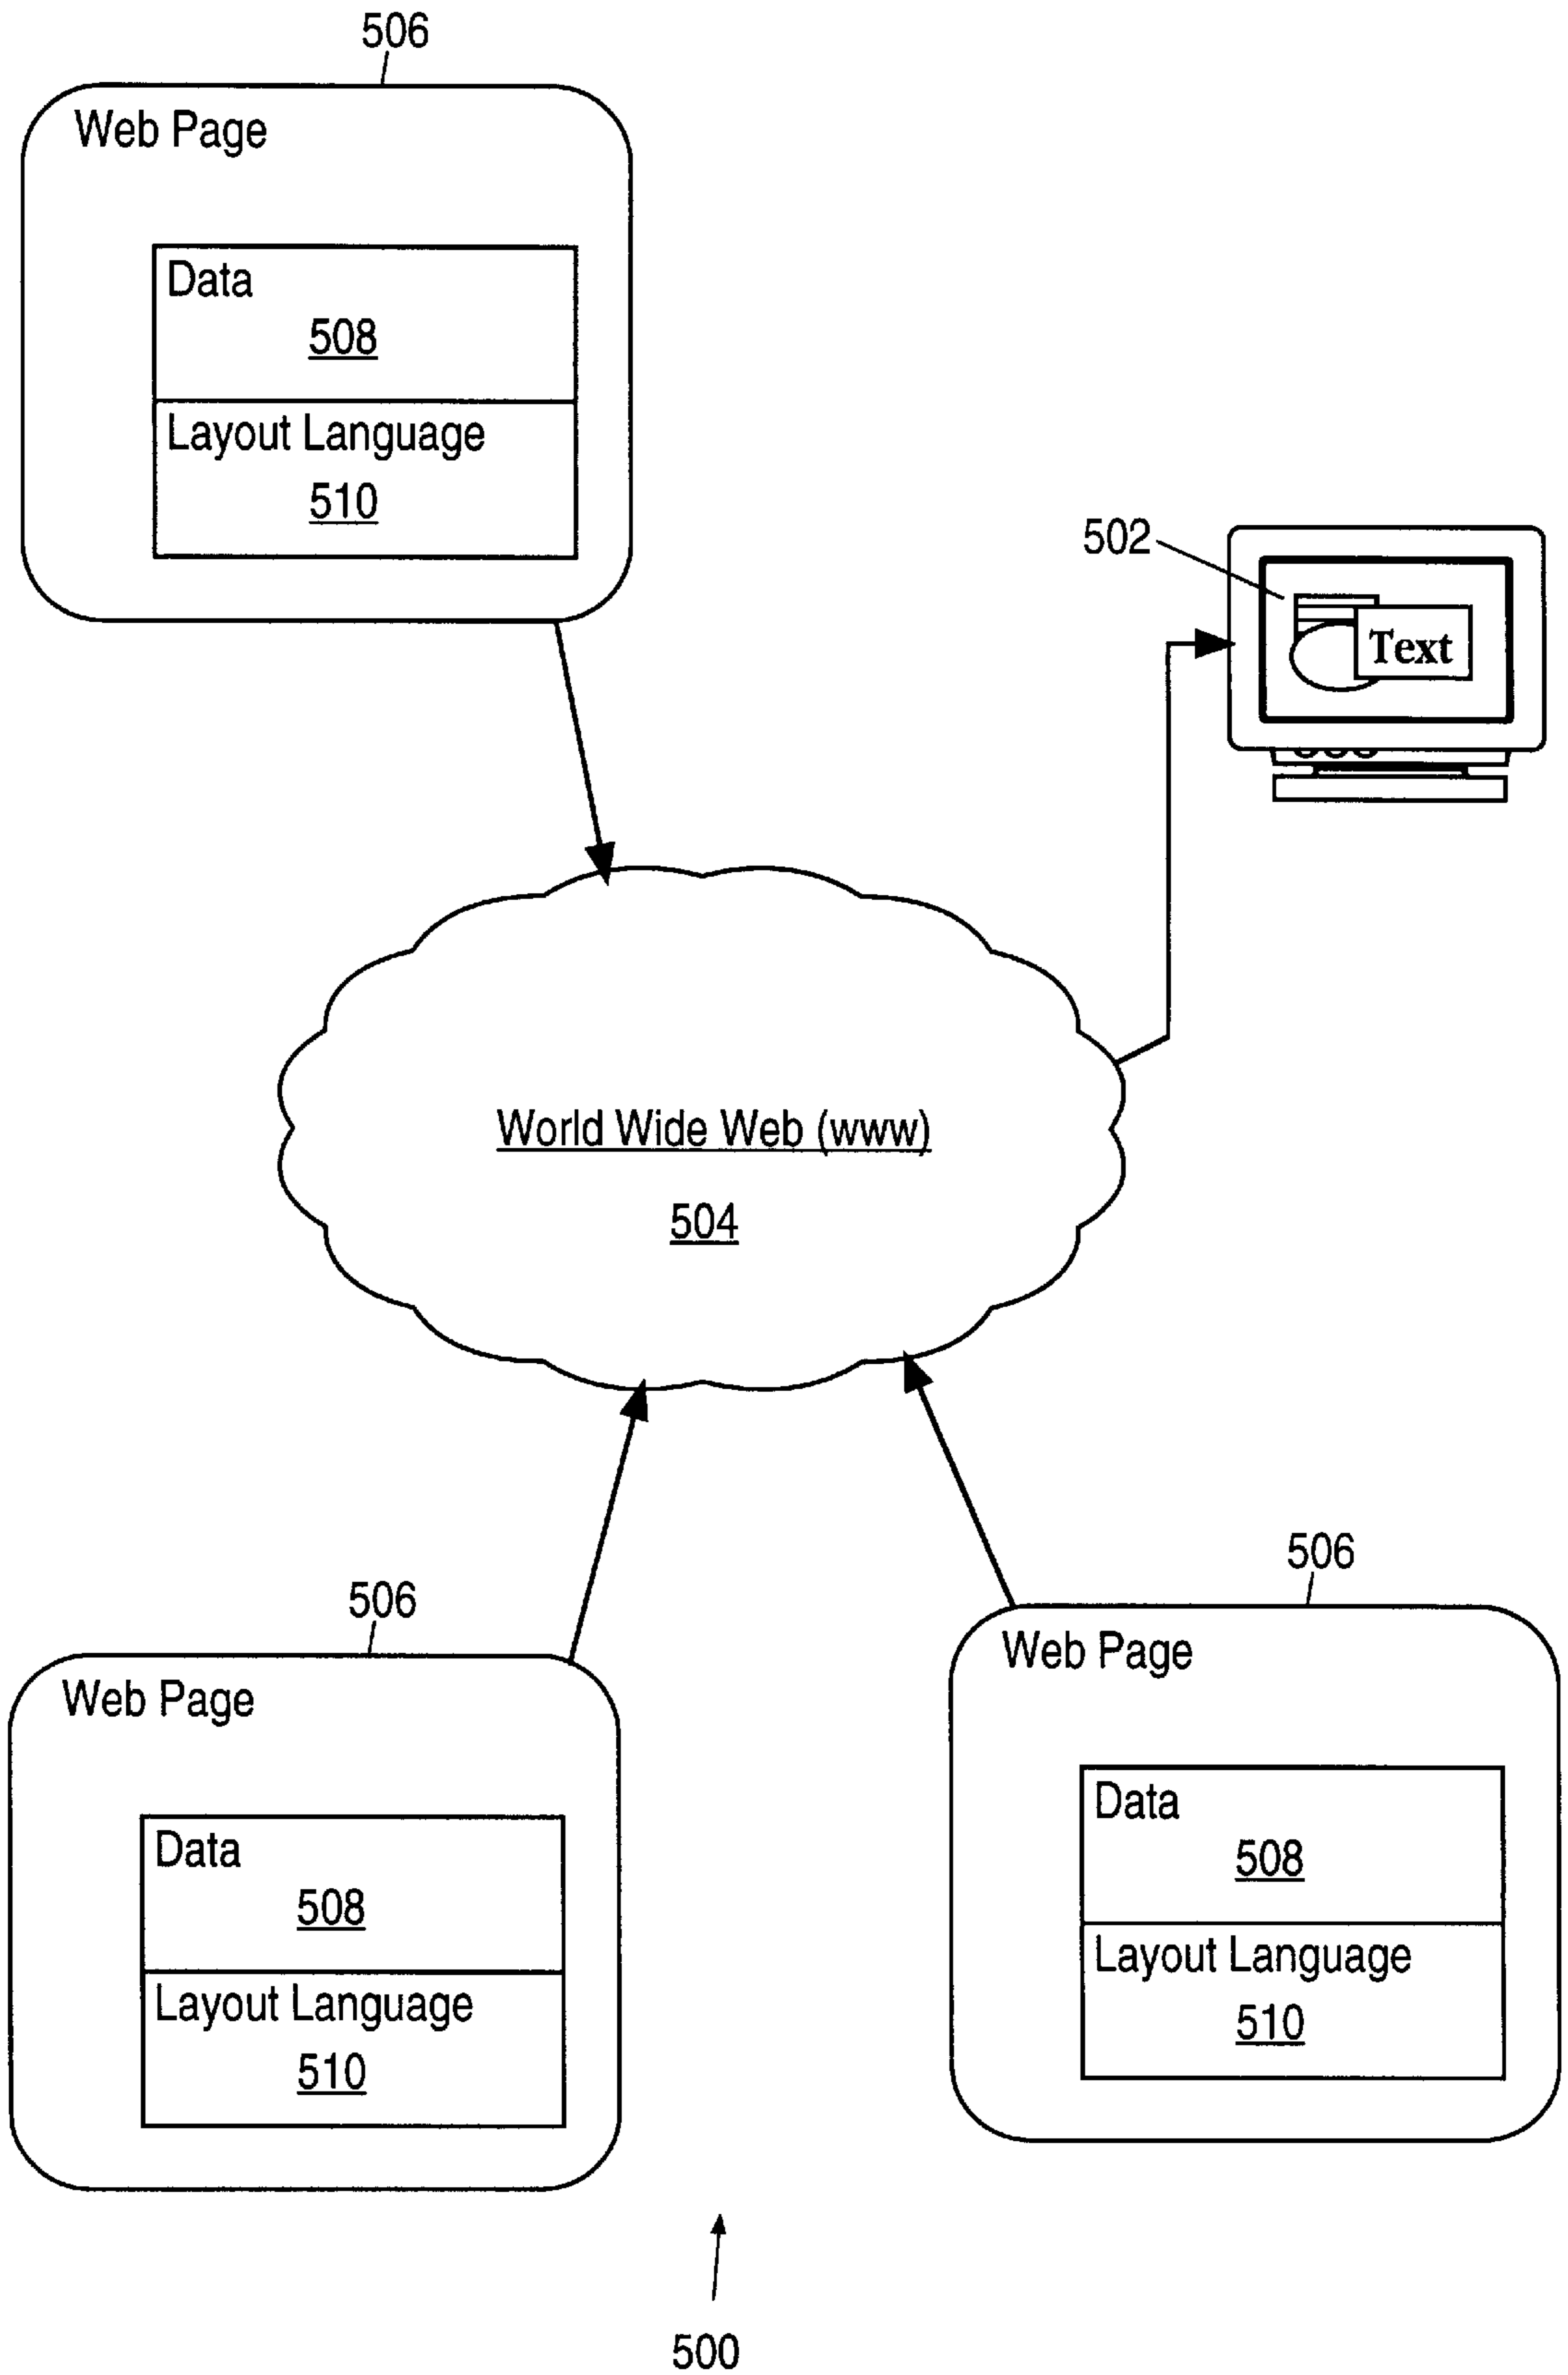 506
Web Page
Data
508
Layout Language
510
502
Text
World Wide Web (www)
504
506
Web Page
Data
508
Layout Language
510
506
Web Page
Data
508
Layout Language
510
500